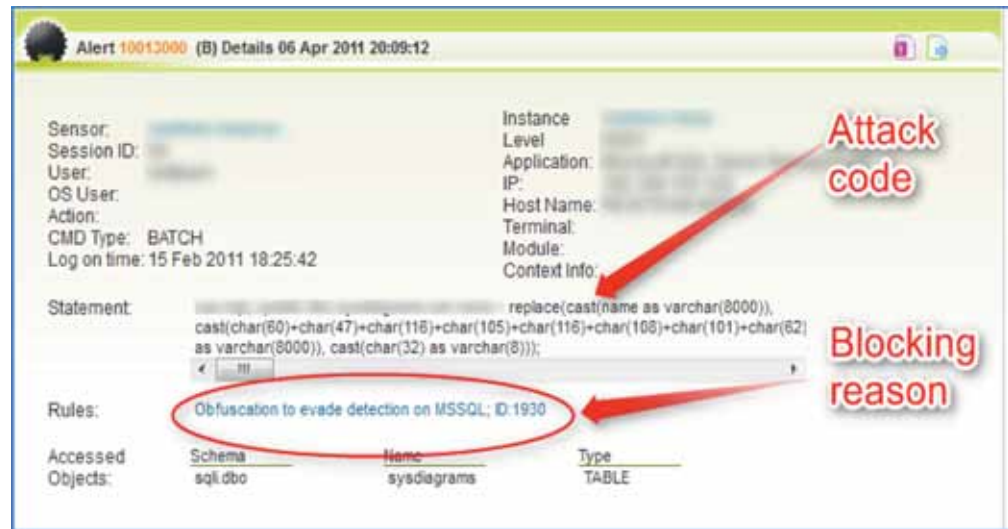 Alert 10013000 (B) Details 06 Apr 2011 20:09:12
Sensor:
Session ID:
User:
OS User:
Action:
CMD Type: BATCH
Log on time: 15 Feb 2011 18:25:42
Instance
Level
Application:
IP:
Host Name:
Terminal:
Module:
Context Info:
Attack
code
Statement:
replace(cast(name as varchar(8000)),
cast(char(60)+char(47)+char(116)+char(105)+char(116)+char(108)+char(101)+char(62)
as varchar(8000)), cast(char(32) as varchar(8)));
Blocking
reason
Rules: Obfuscation to evade detection on MSSQL; ID:1930
Accessed Schema Name Type
Objects: sqli.dbo sysdiagrams TABLE